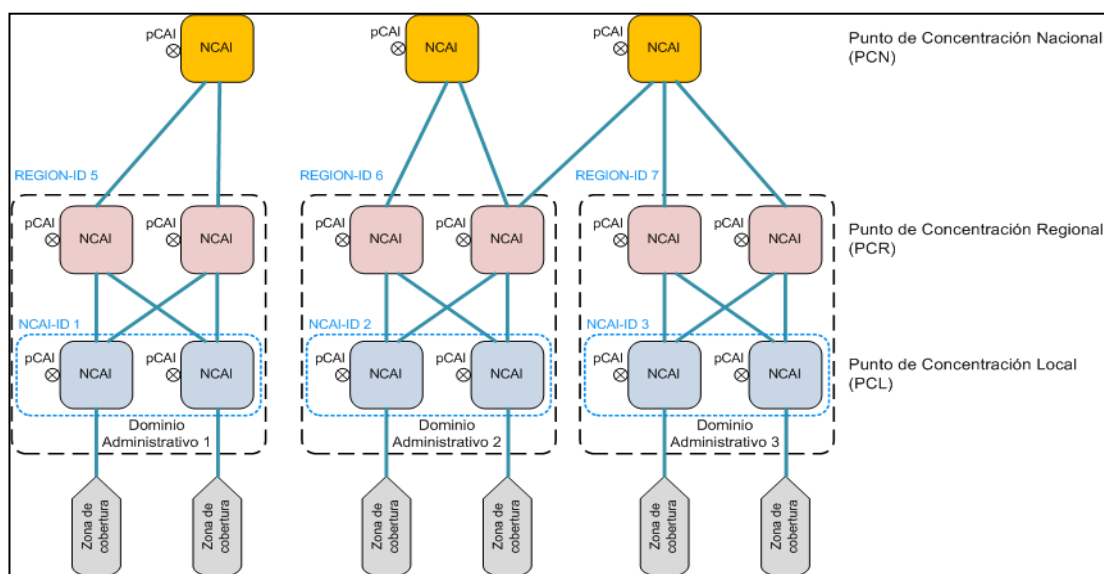 pCAI NCAI pCAI NCAI pCAI NCAI Punto de Concentración Nacional
(PCN)
REGION-ID 5 REGION-ID 6 REGION-ID 7
pCAI NCAI pCAI NCAI pCAI NCAI pCAI NCAI pCAI NCAI pCAI NCAI Punto de Concentración Regional
(PCR)
NCAI-ID 1 NCAI-ID 2 NCAI-ID 3
pCAI NCAI pCAI NCAI pCAI NCAI pCAI NCAI pCAI NCAI pCAI NCAI Punto de Concentración Local
(PCL)
Dominio Dominio Dominio
Administrativo 1 Administrativo 2 Administrativo 3
Zona de Zona de Zona de Zona de Zona de Zona de
cobertura cobertura cobertura cobertura cobertura cobertura